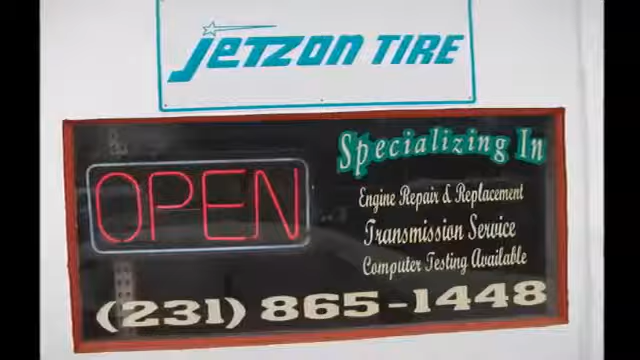 JETZON TIRE
Specializing In
OPEN
Engine Repair & Replacement
Transmission Service
Computer Testing Available
(231) 865-1448